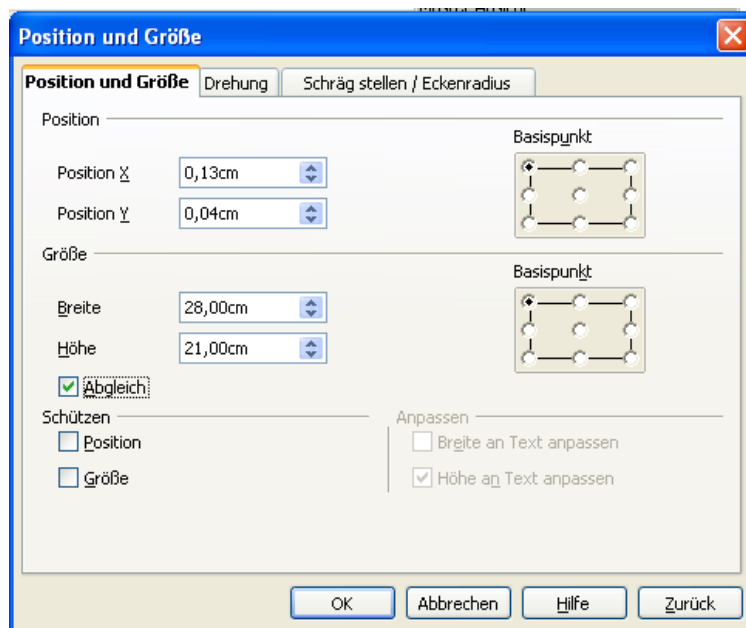 Position und Größe
Position und Größe Drehung Schräg stellen / Eckenradius
Position
Basispunkt
Position X 0,13cm
Position Y 0,04cm
Größe
Basispunkt
Breite 28,00cm
Höhe 21,00cm
Abgleich
Schützen Anpassen
Position Breite an Text anpassen
Größe Höhe an Text anpassen
OK Abbrechen Hilfe Zurück